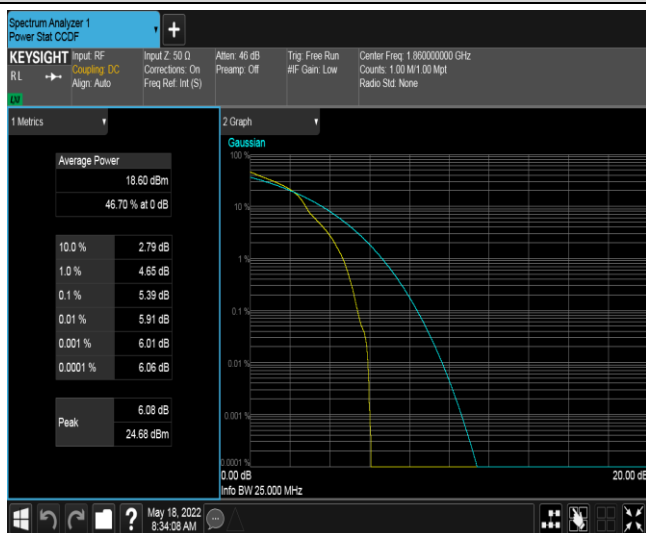 Spectrum Analyzer 1
Power Stat CCDF
+
KEYSIGHT Input: RF Input Z: 50 Ω Atten: 46 dB Trig: Free Run Center Freq: 1.860000000 GHz
RL Coupling: DC Corrections: On Preamp: Off #IF Gain: Low Counts: 1.00 M/1.00 Mpt
Align: Auto Freq Ref: Int (S) Radio Std: None
LXI
1 Metrics
Average Power
18.60 dBm
46.70 % at 0 dB
10.0 % 2.79 dB
1.0 % 4.65 dB
0.1 % 5.39 dB
0.01 % 5.91 dB
0.001 % 6.01 dB
0.0001 % 6.06 dB
Peak 6.08 dB
24.68 dBm
2 Graph
Gaussian
100 %
10 %
1 %
0.1 %
0.01 %
0.001 %
0.0001 %
0.00 dB 20.00 dB
Info BW 25.000 MHz
? May 18, 2022
8:34:08 AM